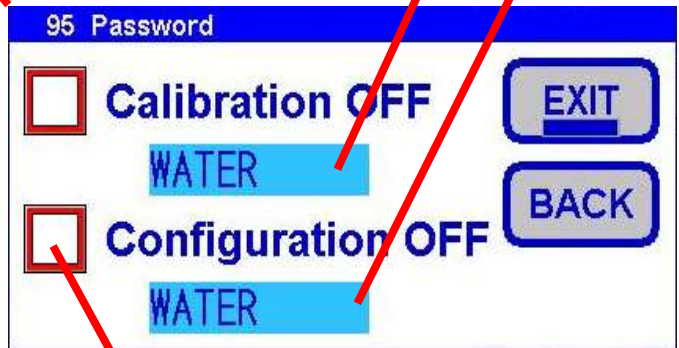 95 Password
Calibration OFF
EXIT
WATER
BACK
Configuration OFF
WATER